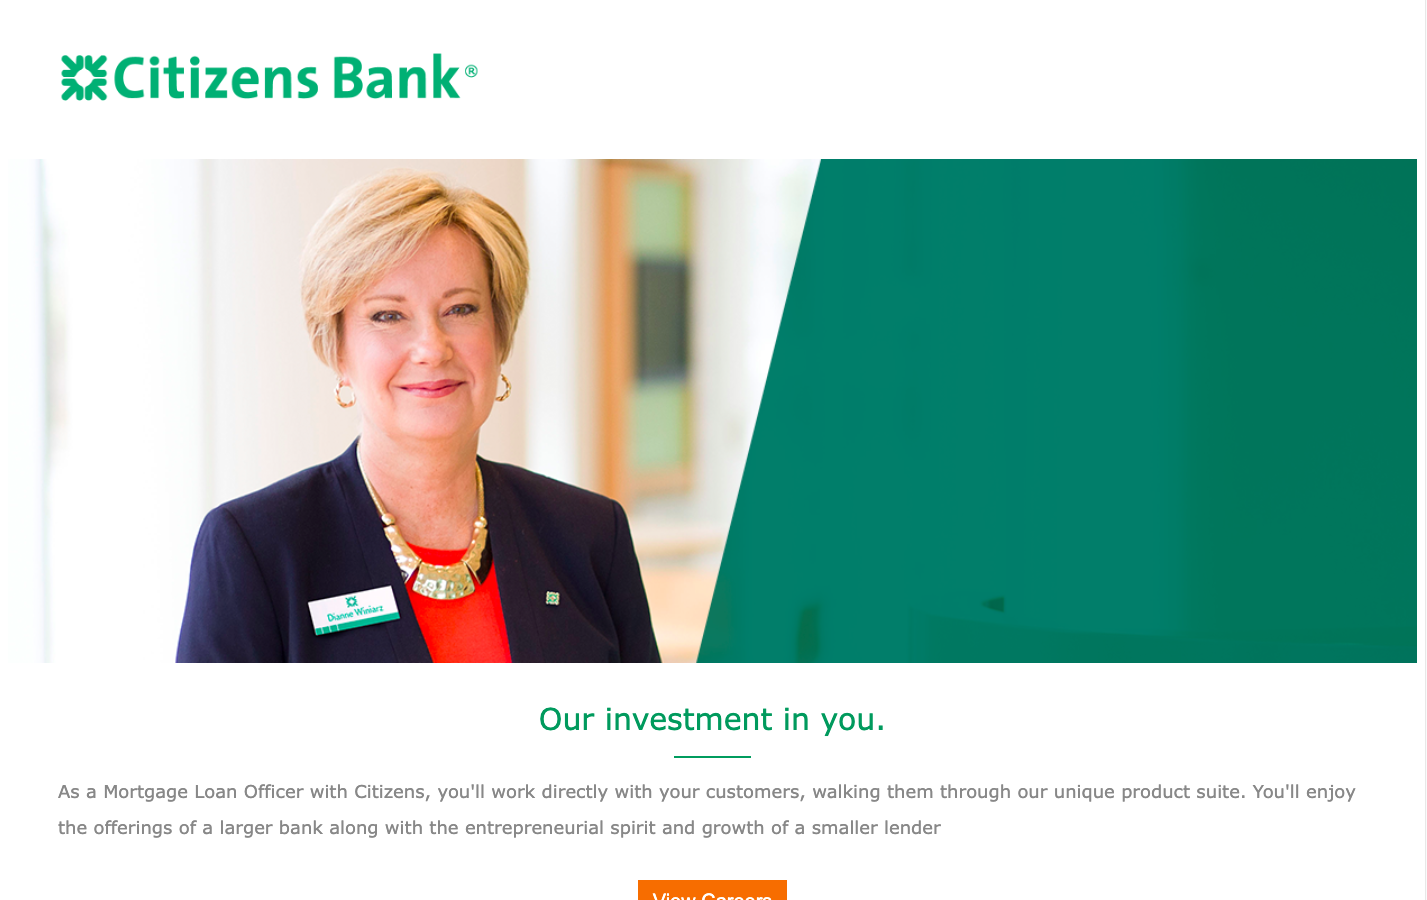 Citizens Bank®
Dianne Winiarz
Our investment in you.
As a Mortgage Loan Officer with Citizens, you'll work directly with your customers, walking them through our unique product suite. You'll enjoy
the offerings of a larger bank along with the entrepreneurial spirit and growth of a smaller lender
View Careers